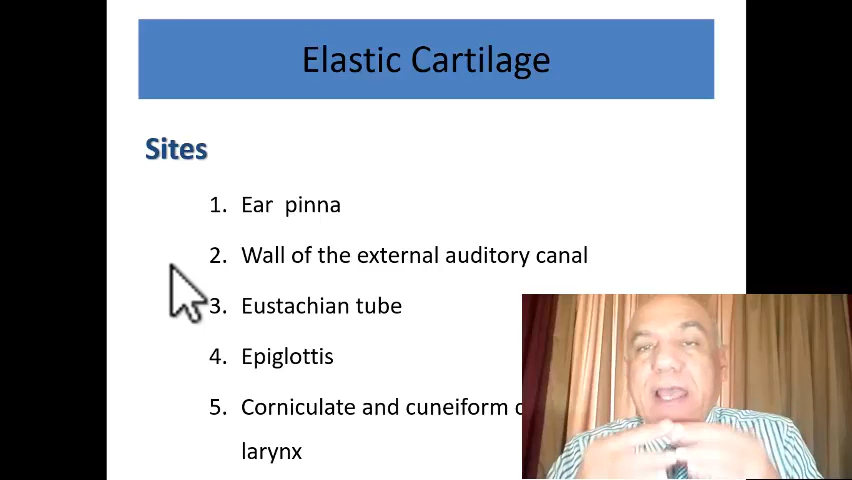 Elastic Cartilage
Sites
1. Ear pinna
2. Wall of the external auditory canal
3. Eustachian tube
4. Epiglottis
5. Corniculate and cuneiform
larynx